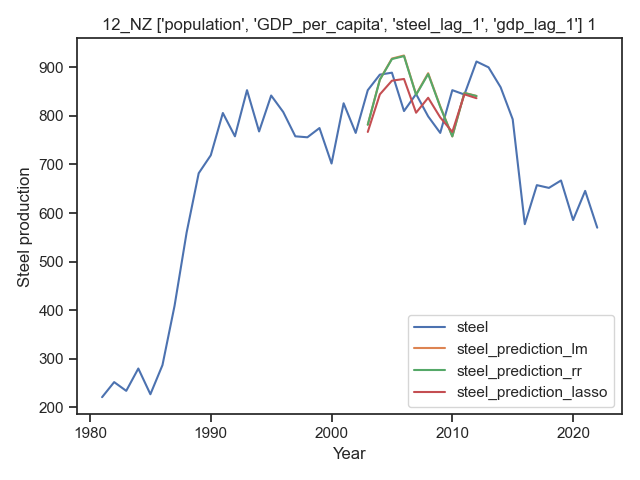 12_NZ ['population', 'GDP_per_capita', 'steel_lag_1', 'gdp_lag_1'] 1
900
800
700
600
500
400
300
200
Steel production
1980
1990
2000
2010
2020
Year
steel
steel_prediction_lm
steel_prediction_rr
steel_prediction_lasso